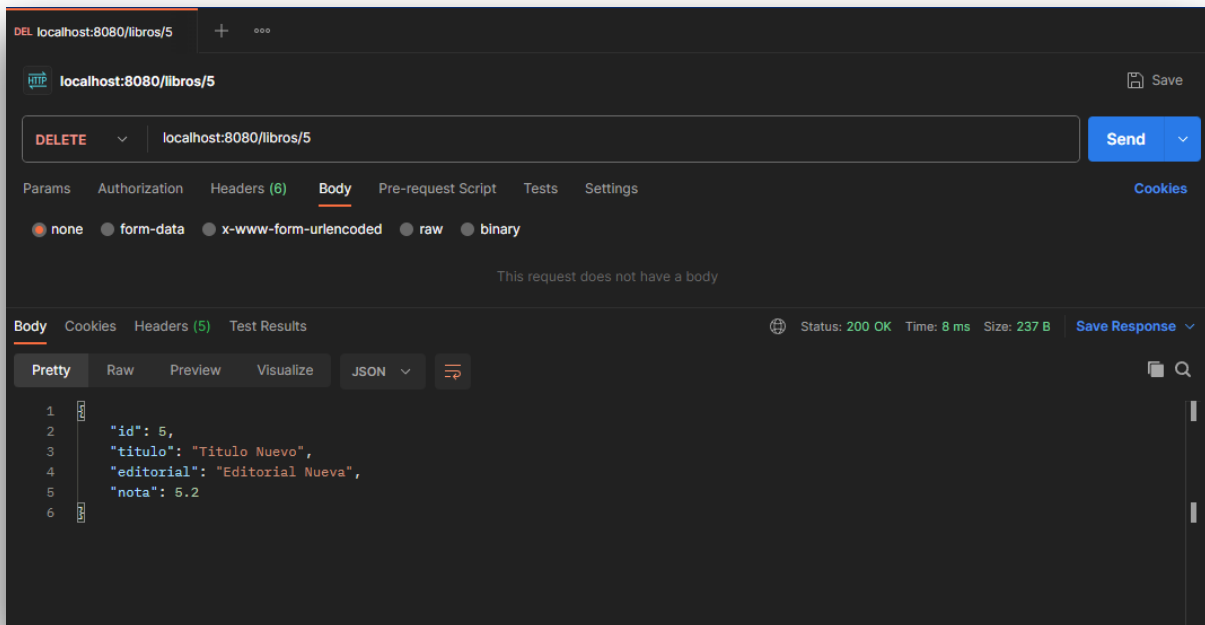 DEL localhost:8080/libros/5
HTTP localhost:8080/libros/5 Save
DELETE localhost:8080/libros/5 Send
Params Authorization Headers (6) Body Pre-request Script Tests Settings Cookies
none form-data x-www-form-urlencoded raw binary
This request does not have a body
Body Cookies Headers (5) Test Results Status: 200 OK Time: 8 ms Size: 237 B Save Response
Pretty Raw Preview Visualize JSON
1 {
2 "id": 5,
3 "titulo": "Titulo Nuevo",
4 "editorial": "Editorial Nueva",
5 "nota": 5.2
6 }